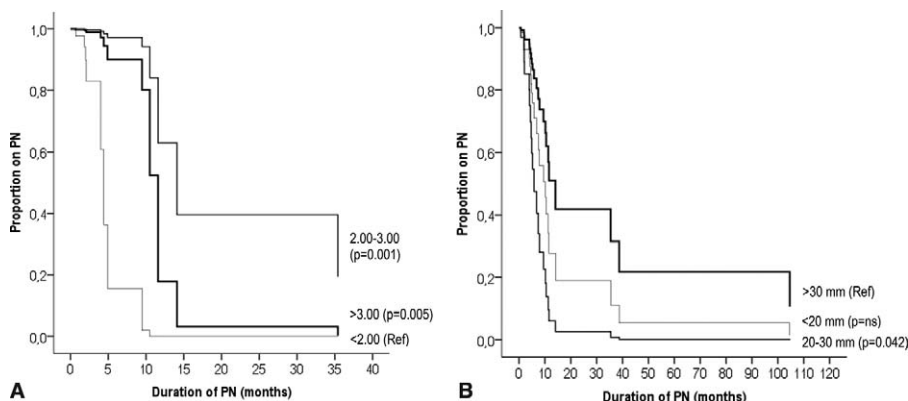 1,0
0,8
0,6
0,4
0,2
0,0
Proportion on PN
2.00-3.00
(p=0.001)
>3.00 (p=0.005)
<2.00 (Ref)
0 5 10 15 20 25 30 35 40
Duration of PN (months)
A
1,0
0,8
0,6
0,4
0,2
0,0
Proportion on PN
>30 mm (Ref)
<20 mm (p=ns)
20-30 mm (p=0.042)
0 10 20 30 40 50 60 70 80 90 100 110 120
Duration of PN (months)
B